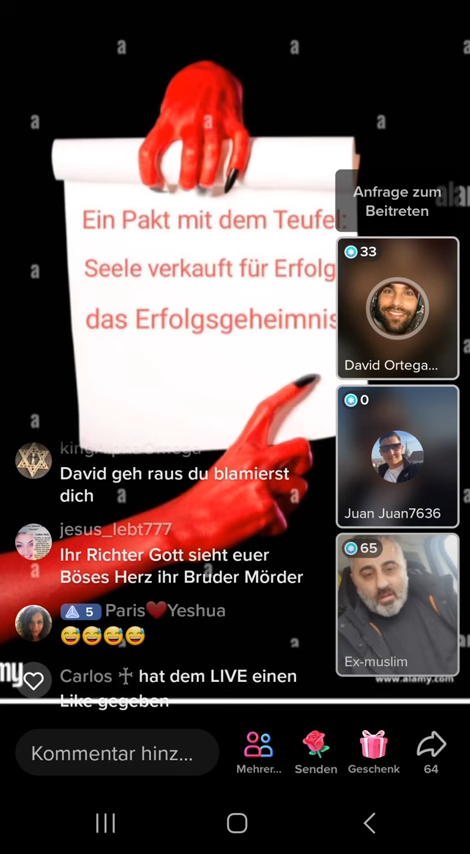 a a
a a a
Ein Pakt mit dem Teufel:
Seele verkauft für Erfolg
das Erfolgsgeheimnis
Anfrage zum
Beitreten
33
David Ortega...
0
Juan Juan7636
65
Ex-muslim
www.alamy.com
a
a
David geh raus du blamierst
dich
a a
jesus_lebt777
Ihr Richter Gott sieht euer
Böses Herz ihr Bruder Mörder
a a
5 Paris❤️Yeshua
😅😅😅😅
a
my
Carlos ☥ hat dem LIVE einen
Like gegeben
Kommentar hinz...
Mehrer...
Senden
Geschenk
64